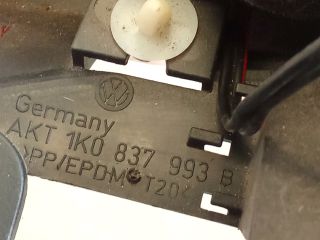 Germany
AKT 1K0 837 993 B
>PP/EPDM-T20<